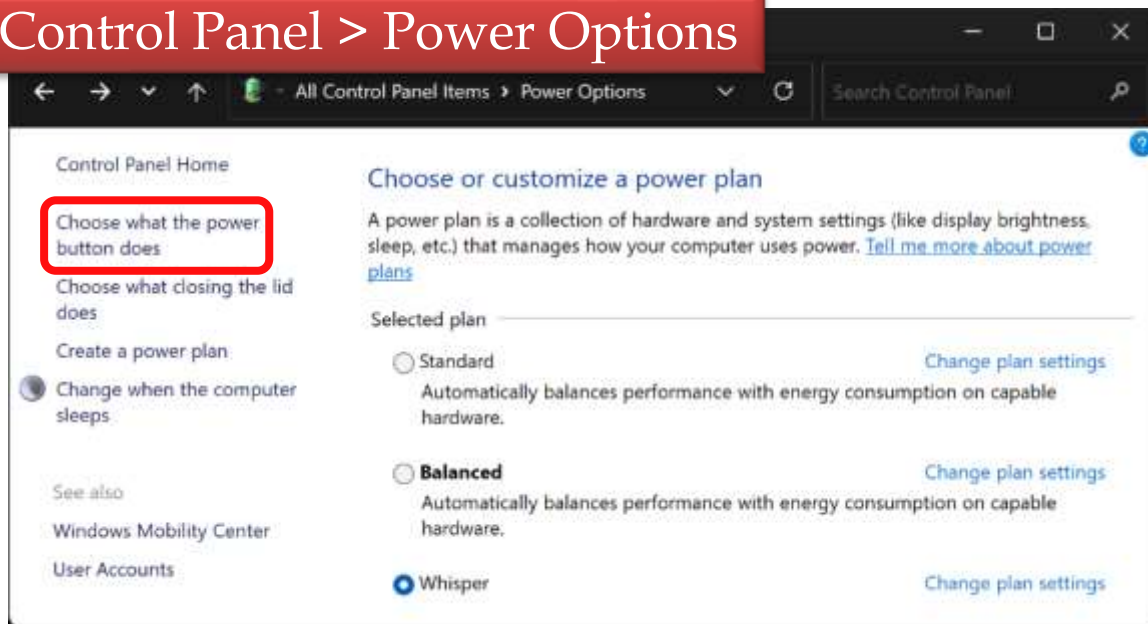 Control Panel > Power Options
All Control Panel Items > Power Options
Search Control Panel
?
Control Panel Home
Choose what the power
button does
Choose what closing the lid
does
Create a power plan
Change when the computer
sleeps
See also
Windows Mobility Center
User Accounts
Choose or customize a power plan
A power plan is a collection of hardware and system settings (like display brightness,
sleep, etc.) that manages how your computer uses power. Tell me more about power
plans
Selected plan
Standard
Change plan settings
Automatically balances performance with energy consumption on capable
hardware.
Balanced
Change plan settings
Automatically balances performance with energy consumption on capable
hardware.
Whisper
Change plan settings